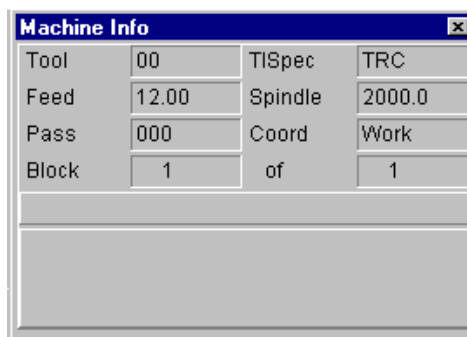 Machine Info
Tool 00 TlSpec TRC
Feed 12.00 Spindle 2000.0
Pass 000 Coord Work
Block 1 of 1